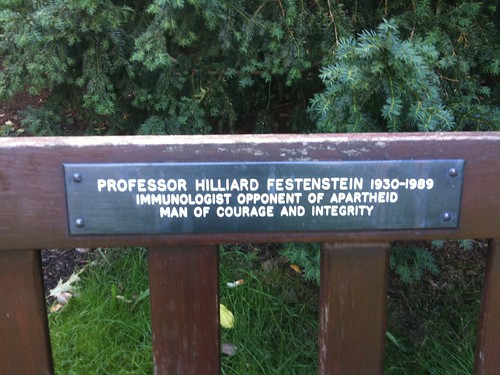 PROFESSOR HILLIARD FESTENSTEIN 1930-1989
IMMUNOLOGIST OPPONENT OF APARTHEID
MAN OF COURAGE AND INTEGRITY